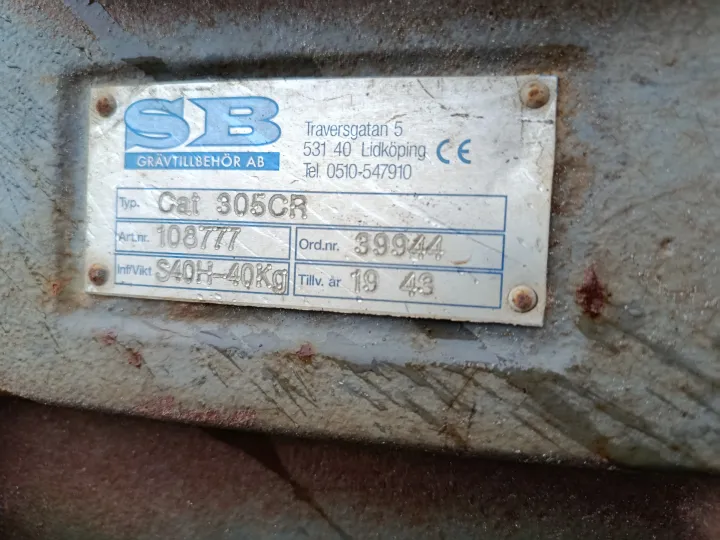 SB
GRÄVTILLBEHÖR AB
Traversgatan 5
531 40 Lidköping
Tel. 0510-547910
CE
Typ. Cat 305CR
Art.nr. 108777
Ord.nr. 39944
Inf/Vikt S40H-40Kg
Tillv. år 19 43